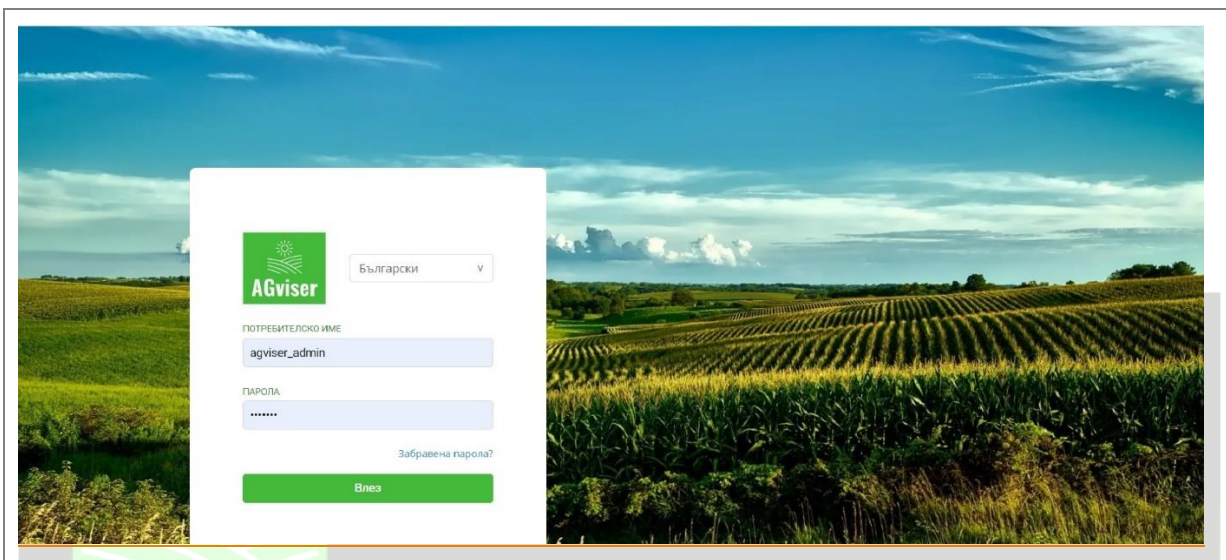 AGviser
Български
ПОТРЕБИТЕЛСКО ИМЕ
agviser_admin
ПАРОЛА
•••••••
Забравена парола?
Влез